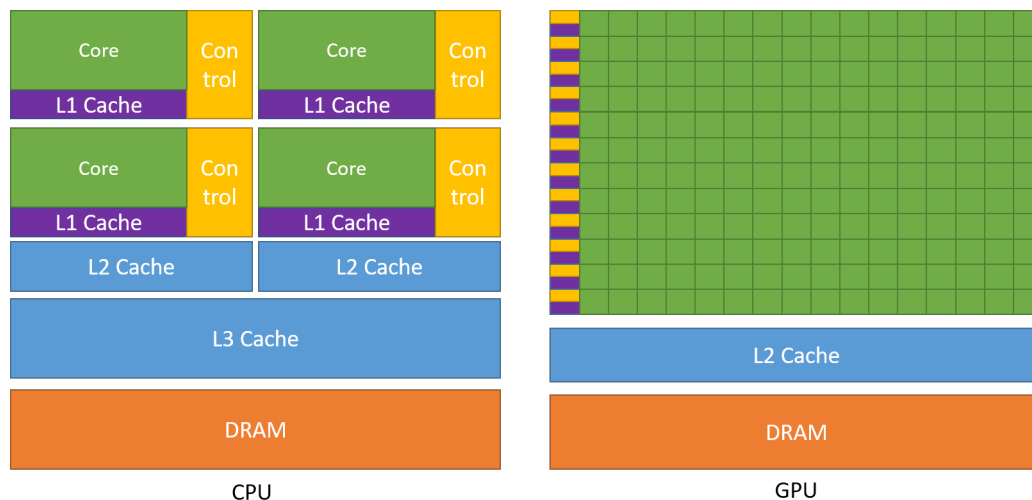 Core
Con
trol
L1 Cache
Core
Con
trol
L1 Cache
Core
Con
trol
L1 Cache
Core
Con
trol
L1 Cache
L2 Cache
L2 Cache
L3 Cache
DRAM
CPU
L2 Cache
DRAM
GPU